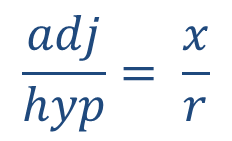 adj/hyp = x/r